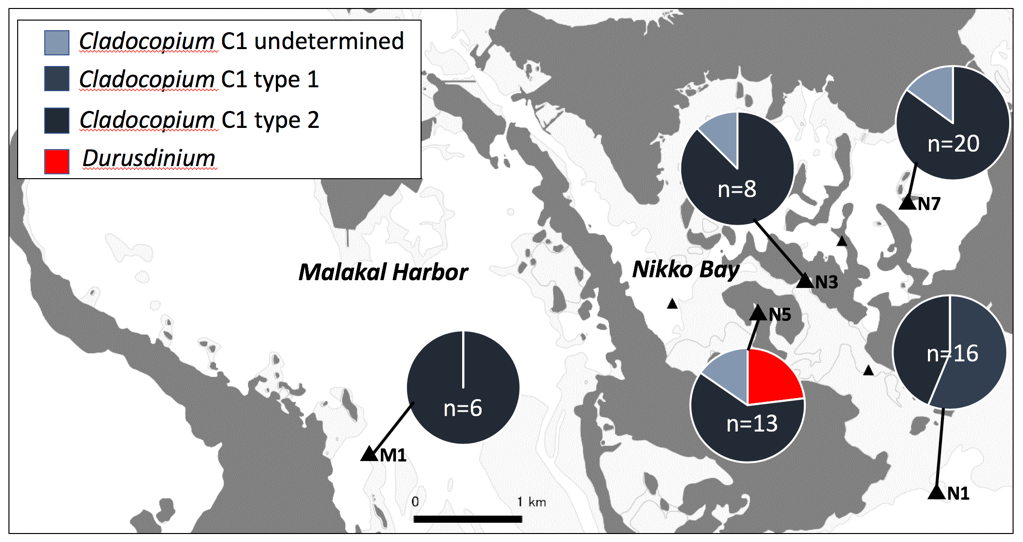 Cladocopium C1 undetermined
Cladocopium C1 type 1
Cladocopium C1 type 2
Durusdinium
n=20
n=8
N7
Malakal Harbor
Nikko Bay
N3
N5
n=16
n=6
n=13
M1
N1
0 1 km